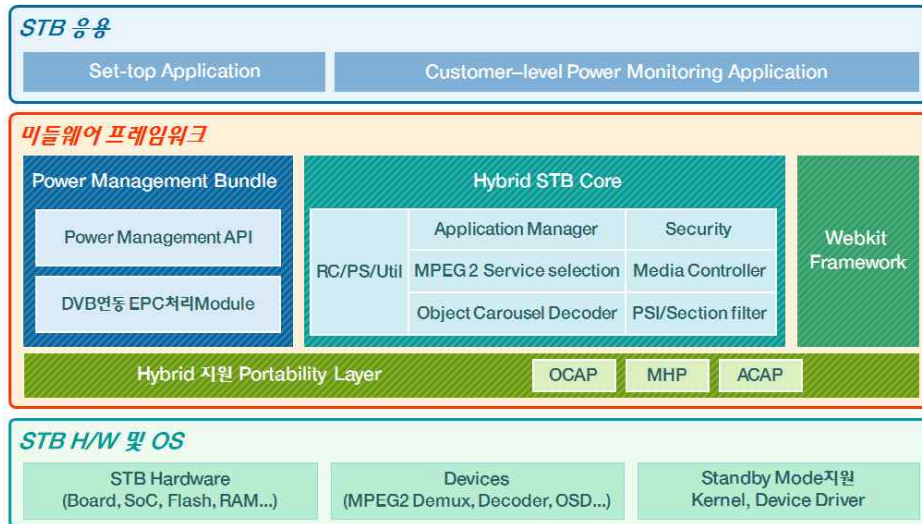 STB 응용
Set-top Application
Customer–level Power Monitoring Application
미들웨어 프레임워크
Power Management Bundle
Power Management API
DVB연동 EPC처리Module
Hybrid STB Core
RC/PS/Util
Application Manager
Security
MPEG 2 Service selection
Media Controller
Object Carousel Decoder
PSI/Section filter
Webkit
Framework
Hybrid 지원 Portability Layer
OCAP
MHP
ACAP
STB H/W 및 OS
STB Hardware
(Board, SoC, Flash, RAM...)
Devices
(MPEG2 Demux, Decoder, OSD...)
Standby Mode지원
Kernel, Device Driver